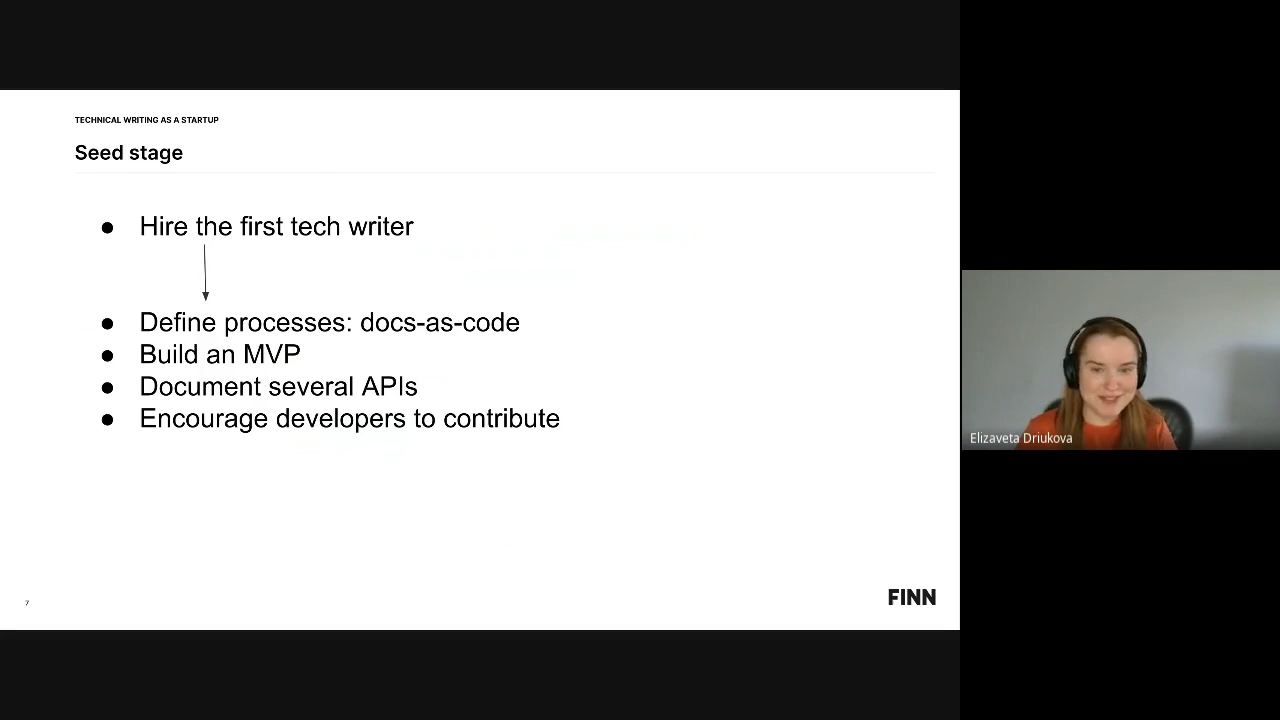 TECHNICAL WRITING AS A STARTUP
Seed stage
● Hire the first tech writer
● Define processes: docs-as-code
● Build an MVP
● Document several APIs
● Encourage developers to contribute
7
FINN
Elizaveta Driukova